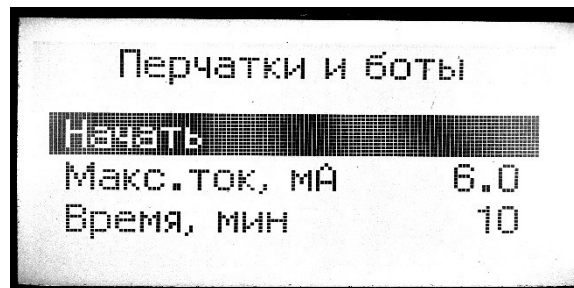 Перчатки и боты
Начать
Макс.ток, мА 6.0
Время, мин 10